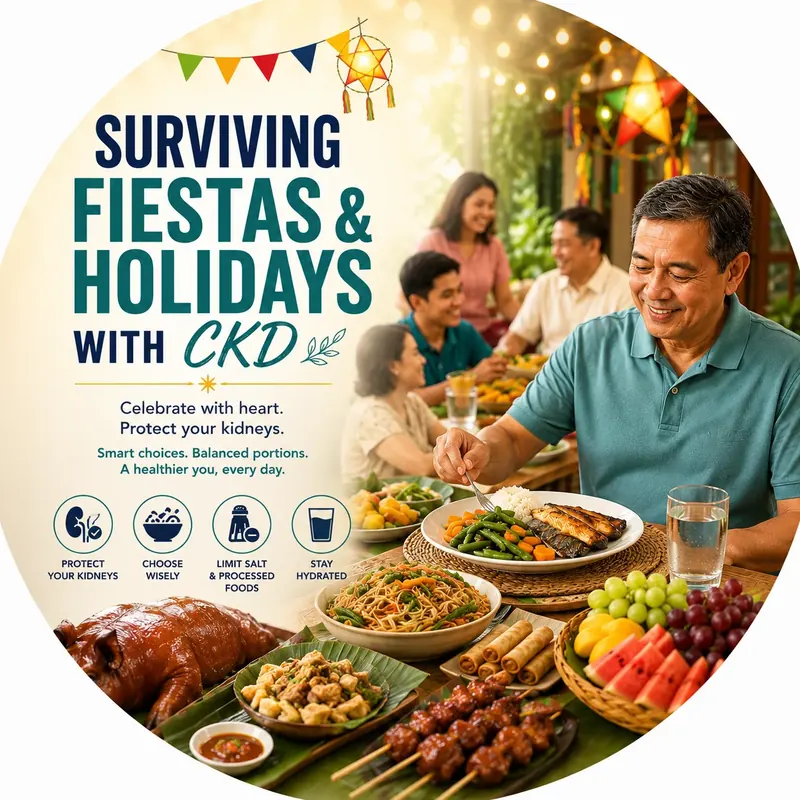 SURVIVING
FIESTAS &
HOLIDAYS
WITH CKD
Celebrate with heart.
Protect your kidneys.
Smart choices. Balanced portions.
A healthier you, every day.
PROTECT
YOUR KIDNEYS
CHOOSE
WISELY
LIMIT SALT
& PROCESSED
FOODS
STAY
HYDRATED